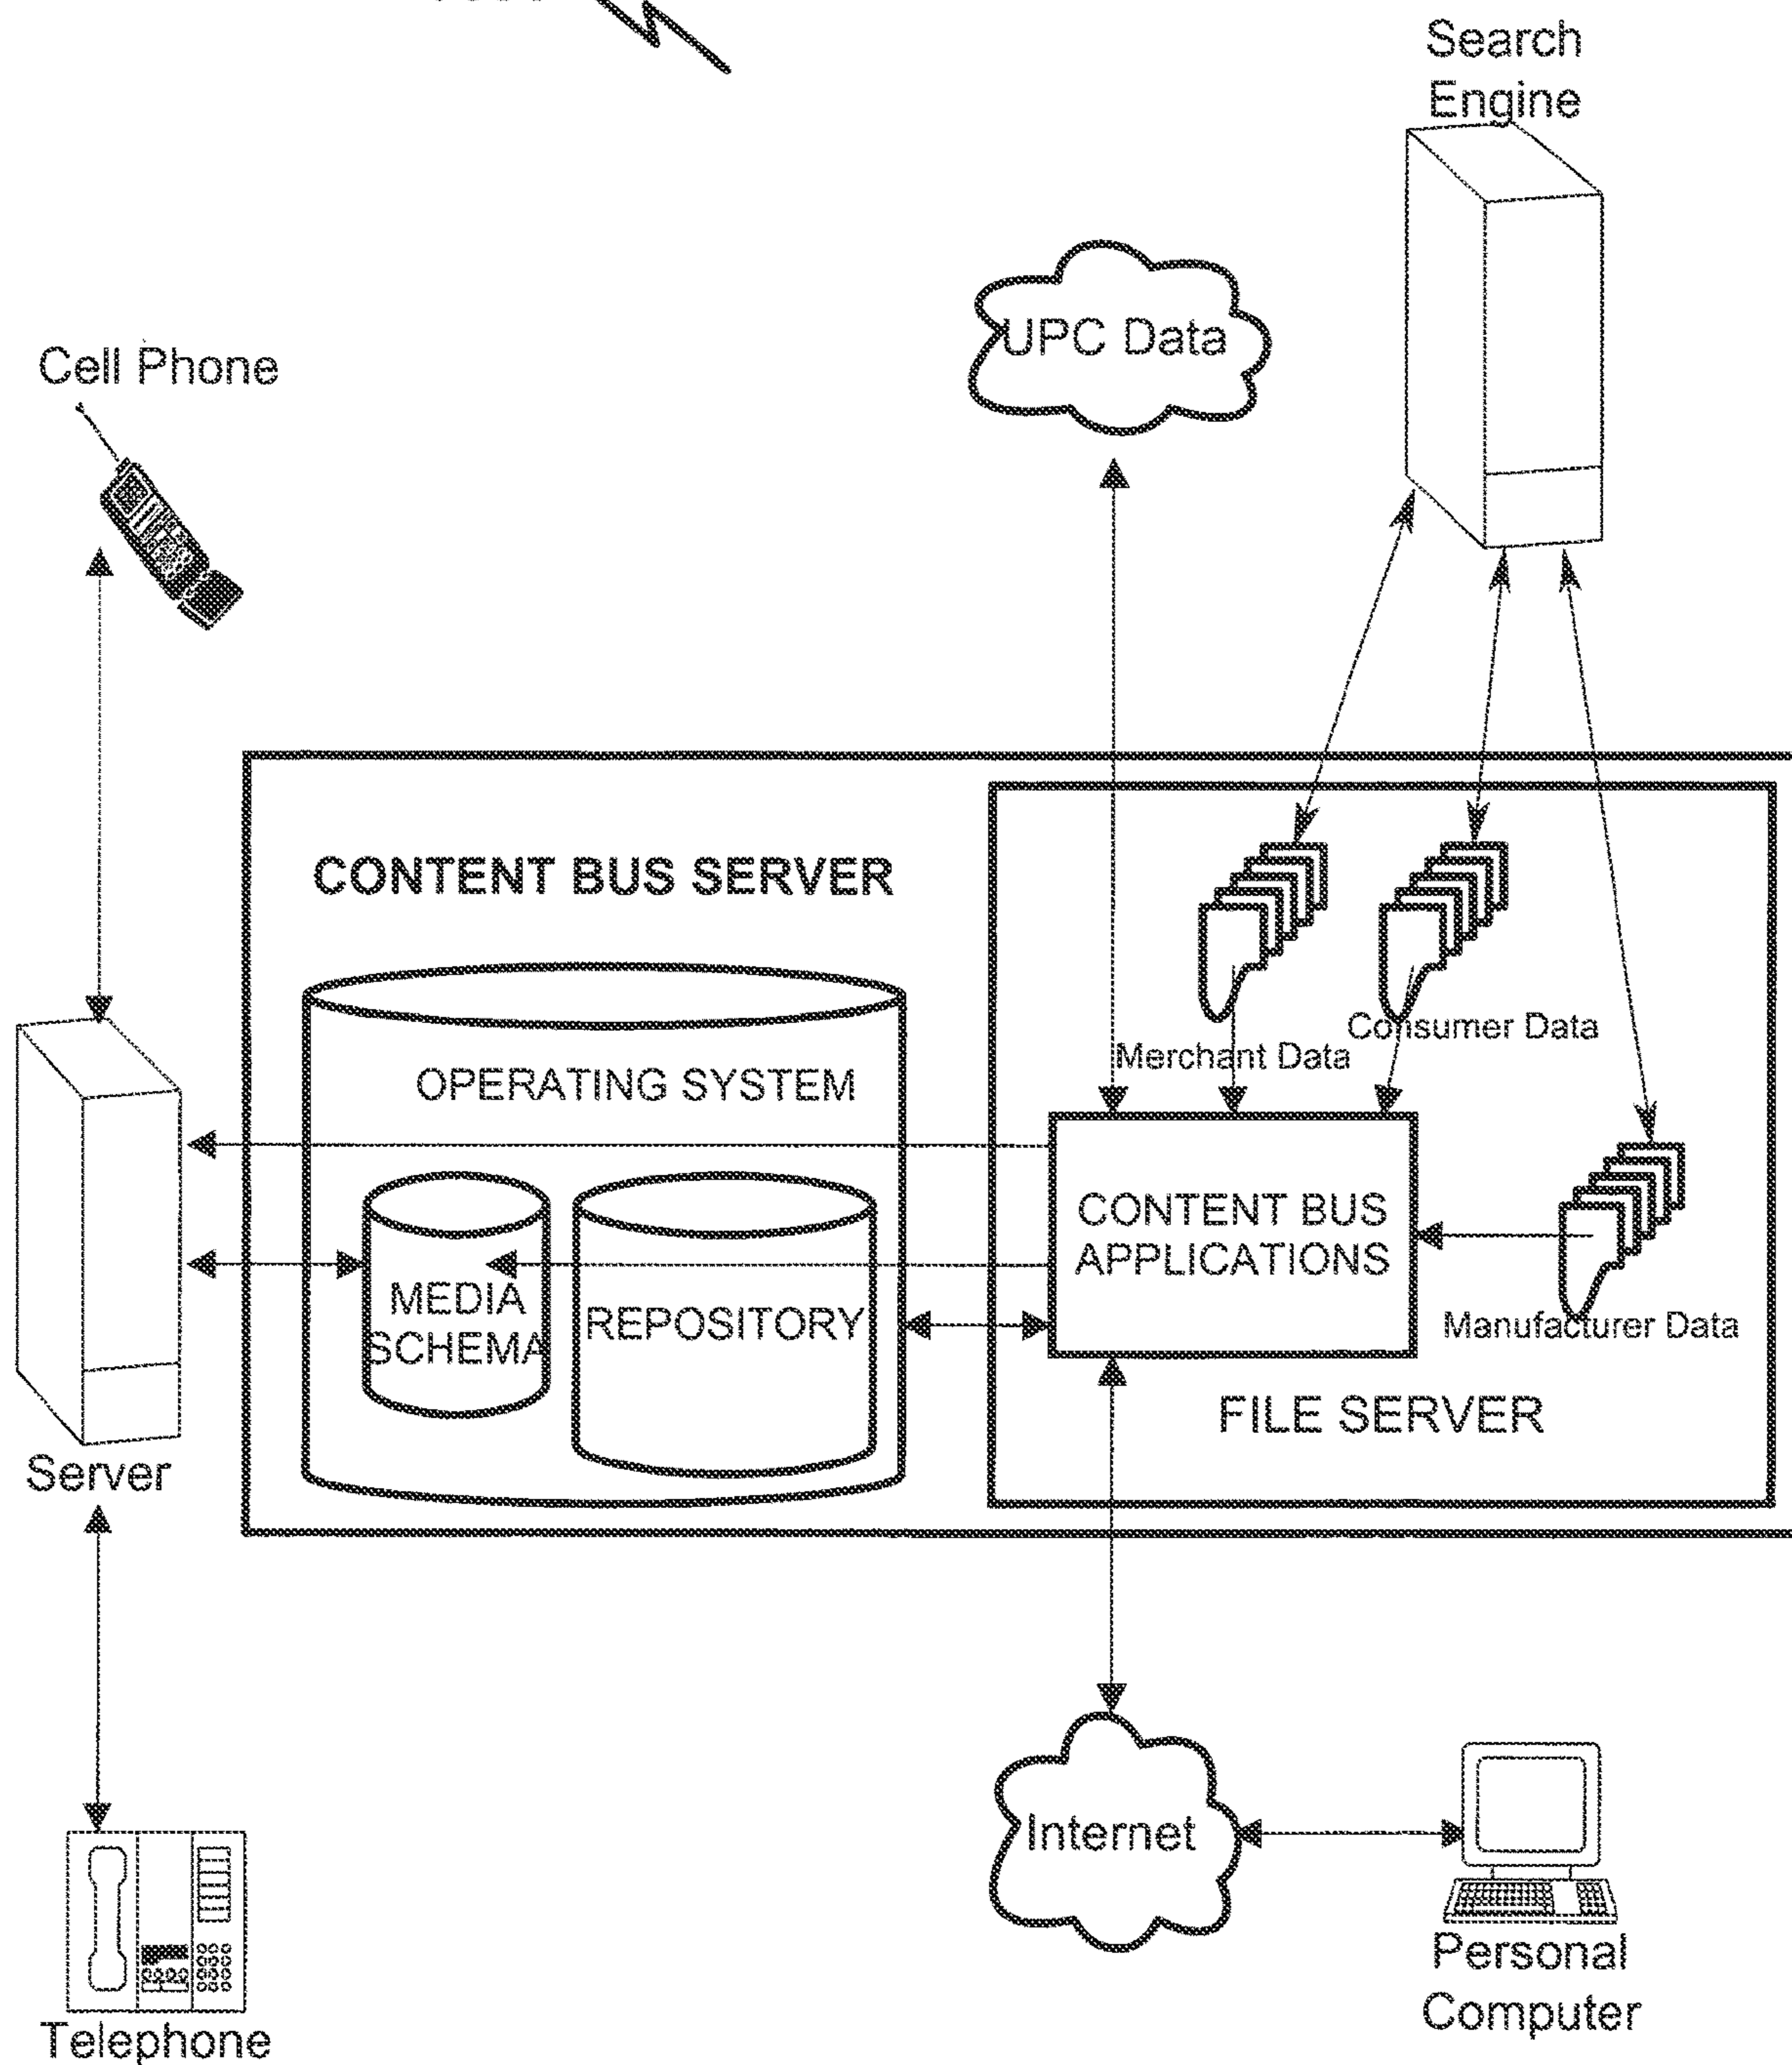 Search
Engine
UPC Data
Cell Phone
CONTENT BUS SERVER
Consumer Data
Merchant Data
OPERATING SYSTEM
CONTENT BUS
APPLICATIONS
MEDIA
SCHEMA
REPOSITORY
Manufacturer Data
FILE SERVER
Server
Internet
Personal
Computer
Telephone